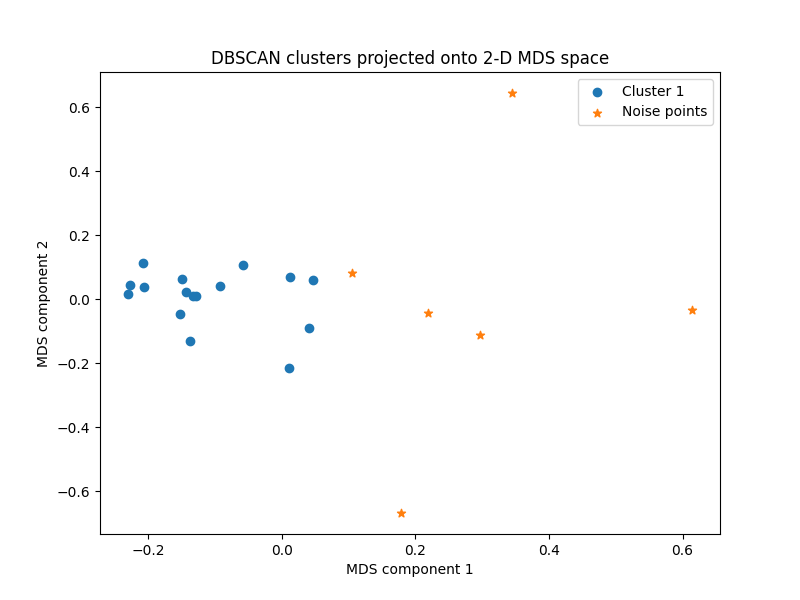 DBSCAN clusters projected onto 2-D MDS space
Cluster 1
Noise points
0.6
0.4
0.2
0.0
−0.2
−0.4
−0.6
MDS component 2
−0.2
0.0
0.2
0.4
0.6
MDS component 1